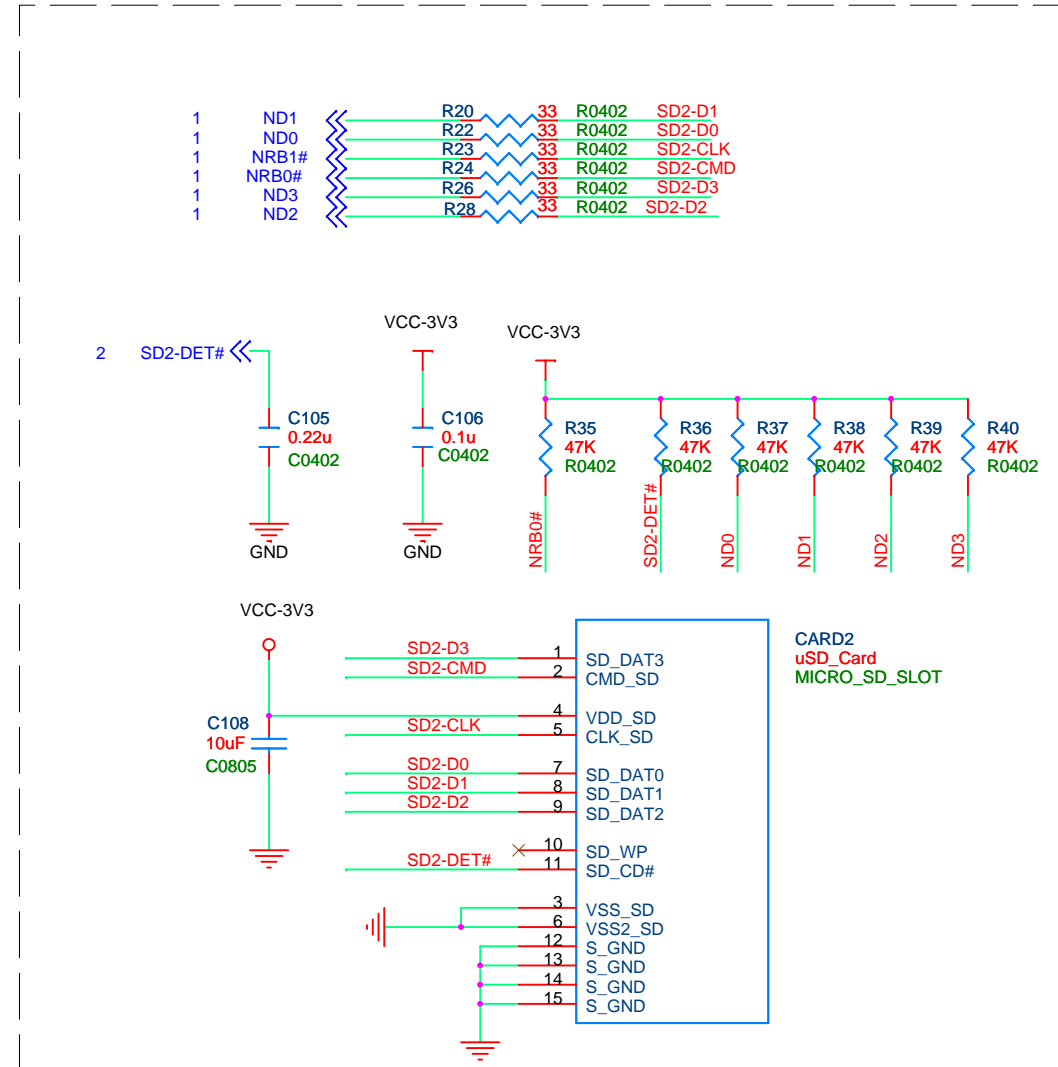 1 ND1 R20 33 R0402 SD2-D1
1 ND0 R22 33 R0402 SD2-D0
1 NRB1# R23 33 R0402 SD2-CLK
1 NRB0# R24 33 R0402 SD2-CMD
1 ND3 R26 33 R0402 SD2-D3
1 ND2 R28 33 R0402 SD2-D2
VCC-3V3 VCC-3V3
2 SD2-DET#
C105 C106 R35 R36 R37 R38 R39 R40
0.22u 0.1u 47K 47K 47K 47K 47K 47K
C0402 C0402 R0402 R0402 R0402 R0402 R0402 R0402
NRB0# SD2-DET# ND0 ND1 ND2 ND3
GND GND
VCC-3V3
CARD2
uSD_Card
MICRO_SD_SLOT
SD2-D3 1 SD_DAT3
SD2-CMD 2 CMD_SD
C108
10uF
C0805
4 VDD_SD
SD2-CLK 5 CLK_SD
SD2-D0 7 SD_DAT0
SD2-D1 8 SD_DAT1
SD2-D2 9 SD_DAT2
10 SD_WP
SD2-DET# 11 SD_CD#
3 VSS_SD
6 VSS2_SD
12 S_GND
13 S_GND
14 S_GND
15 S_GND